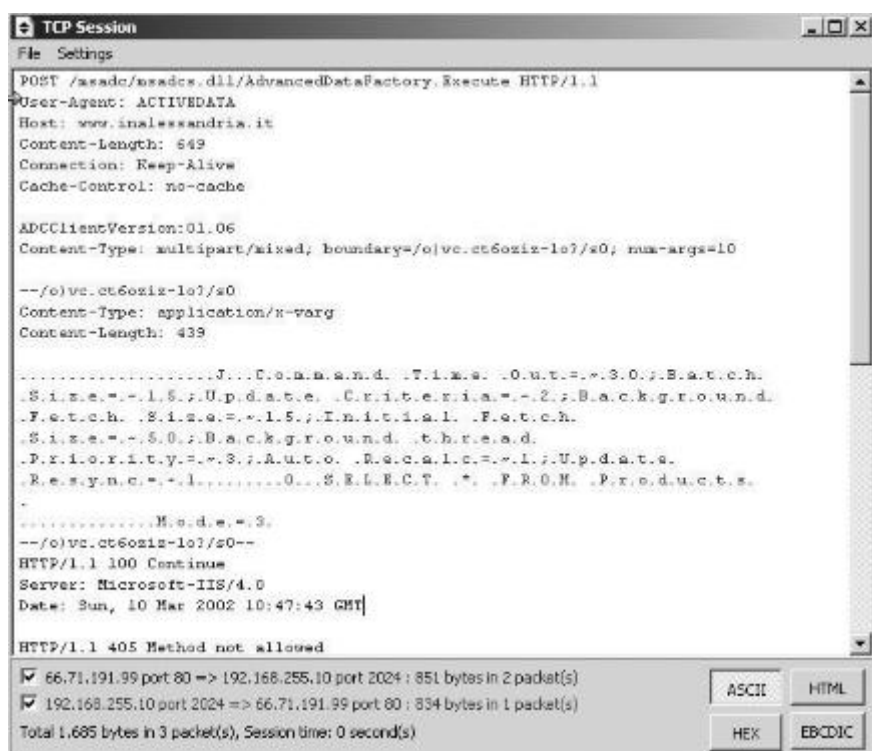 TCP Session
File Settings
POST /msadc/msadcs.dll/AdvancedDataFactory.Execute HTTP/1.1
User-Agent: ACTIVEDATA
Host: www.inalessandria.it
Content-Length: 649
Connection: Keep-Alive
Cache-Control: no-cache
ADCClientVersion:01.06
Content-Type: multipart/mixed; boundary=/o)vc.ct6oziz-lo?/s0; num-args=10
--/o)vc.ct6oziz-lo?/s0
Content-Type: application/x-varg
Content-Length: 439
....................J...C.o.m.m.a.n.d. .T.i.m.e. .O.u.t.=.~.3.0.;.B.a.t.c.h.
.S.i.z.e.=.~.1.5.;.U.p.d.a.t.e. .C.r.i.t.e.r.i.a.=.~.2.;.B.a.c.k.g.r.o.u.n.d.
.F.e.t.c.h. .S.i.z.e.=.~.1.5.;.I.n.i.t.i.a.l. .F.e.t.c.h.
.S.i.z.e.=.~.5.0.;.B.a.c.k.g.r.o.u.n.d. .t.h.r.e.a.d.
.P.r.i.o.r.i.t.y.=.~.3.;.A.u.t.o. .R.e.c.a.l.c.=.~.1.;.U.p.d.a.t.e.
.R.e.s.y.n.c.=.~.1.........0...S.E.L.E.C.T. .*. .F.R.O.M. .P.r.o.d.u.c.t.s.
.
..............M.o.d.e.=.3.
--/o)vc.ct6oziz-lo?/s0--
HTTP/1.1 100 Continue
Server: Microsoft-IIS/4.0
Date: Sun, 10 Mar 2002 10:47:43 GMT
HTTP/1.1 405 Method not allowed
66.71.191.99 port 80 => 192.168.255.10 port 2024 : 851 bytes in 2 packet(s)
192.168.255.10 port 2024 => 66.71.191.99 port 80 : 834 bytes in 1 packet(s)
Total 1.685 bytes in 3 packet(s), Session time: 0 second(s)
ASCII HTML
HEX EBCDIC